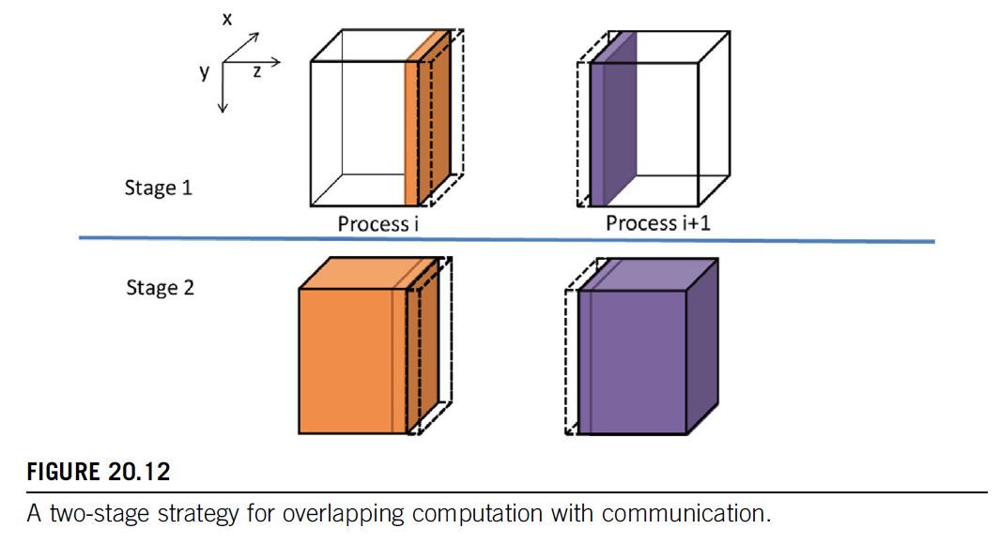 x
y
z
Stage 1
Process i
Process i+1
Stage 2
FIGURE 20.12
A two-stage strategy for overlapping computation with communication.